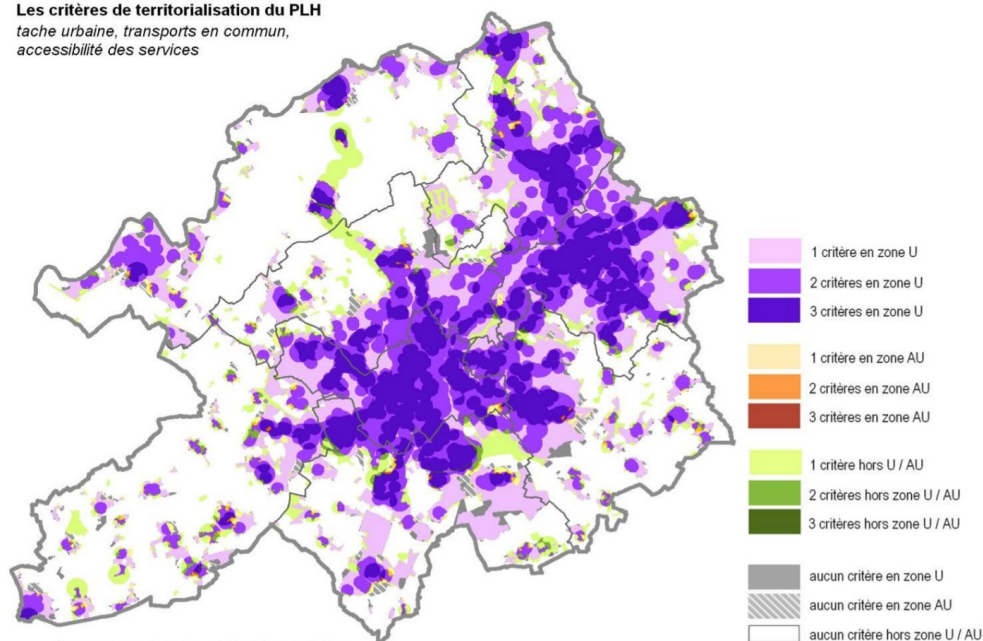 Les critères de territorialisation du PLH
tache urbaine, transports en commun,
accessibilité des services
1 critère en zone U
2 critères en zone U
3 critères en zone U
1 critère en zone AU
2 critères en zone AU
3 critères en zone AU
1 critère hors U / AU
2 critères hors zone U / AU
3 critères hors zone U / AU
aucun critère en zone U
aucun critère en zone AU
aucun critère hors zone U / AU